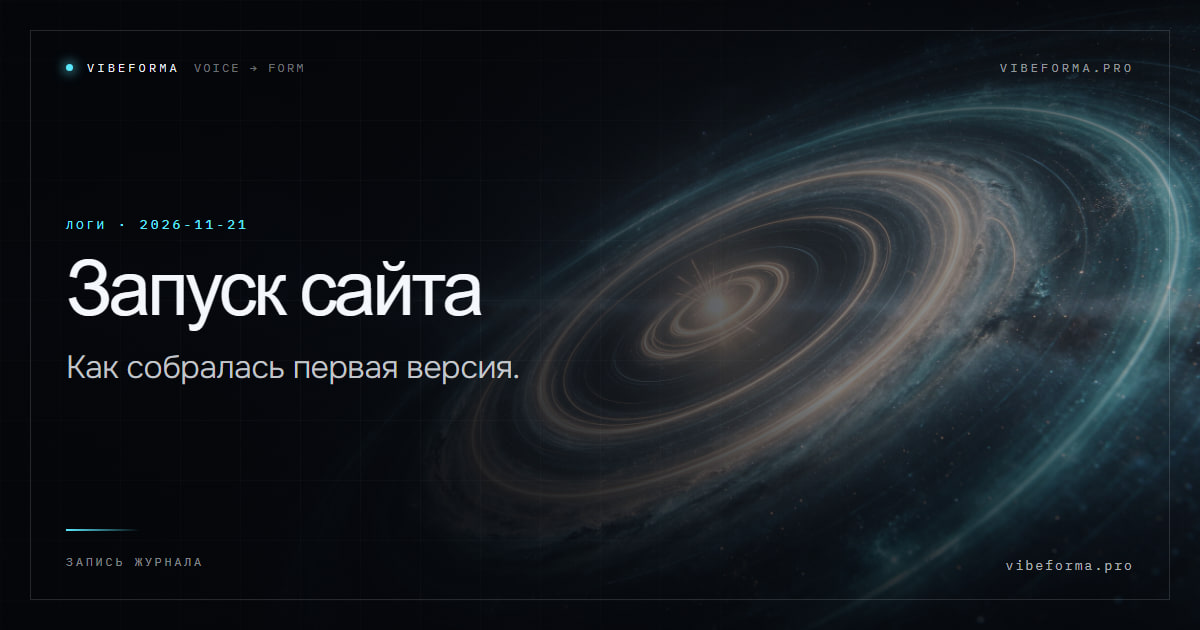 VIBEFORMA VOICE → FORM
VIBEFORMA.PRO
ЛОГИ · 2026-11-21
Запуск сайта
Как собралась первая версия.
ЗАПИСЬ ЖУРНАЛА
vibeforma.pro